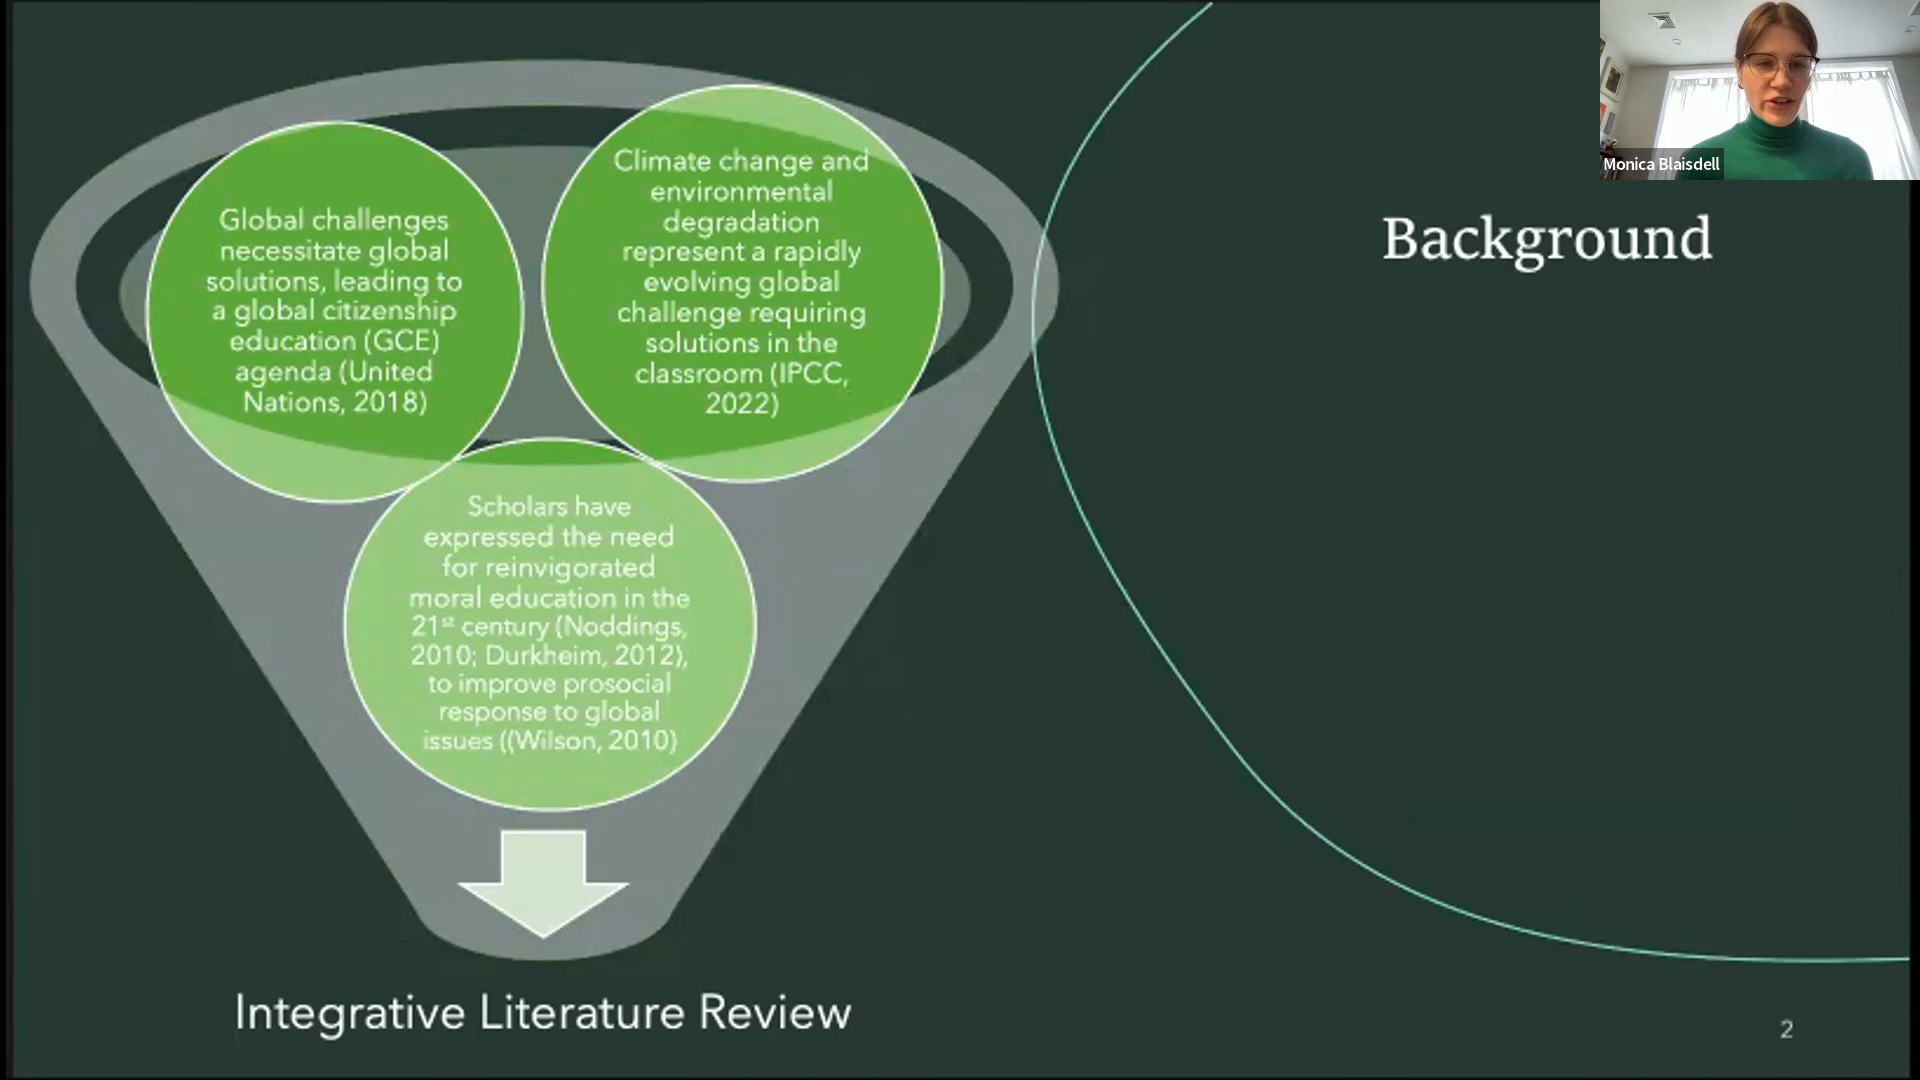 Monica Blaisdell
Background
Global challenges
necessitate global
solutions, leading to
a global citizenship
education (GCE)
agenda (United
Nations, 2018)
Climate change and
environmental
degradation
represent a rapidly
evolving global
challenge requiring
solutions in the
classroom (IPCC,
2022)
Scholars have
expressed the need
for reinvigorated
moral education in the
21st century (Noddings,
2010; Durkheim, 2012),
to improve prosocial
response to global
issues ((Wilson, 2010)
Integrative Literature Review
2